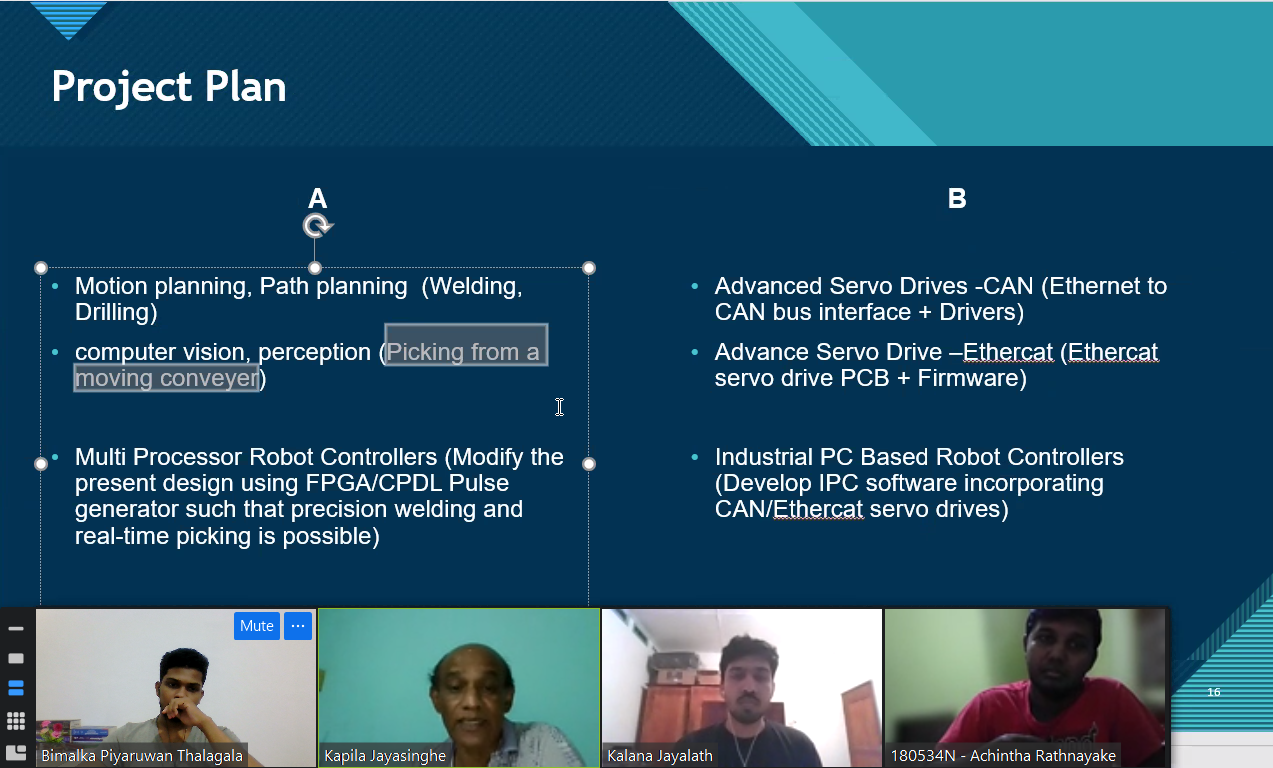 Project Plan
A
B
Motion planning, Path planning  (Welding,
Drilling)
computer vision, perception (Picking from a
moving conveyer)
Multi Processor Robot Controllers (Modify the
present design using FPGA/CPDL Pulse
generator such that precision welding and
real-time picking is possible)
Advanced Servo Drives -CAN (Ethernet to
CAN bus interface + Drivers)
Advance Servo Drive –Ethercat (Ethercat
servo drive PCB + Firmware)
Industrial PC Based Robot Controllers
(Develop IPC software incorporating
CAN/Ethercat servo drives)
16
Mute
Bimalka Piyaruwan Thalagala
Kapila Jayasinghe
Kalana Jayalath
180534N - Achintha Rathnayake